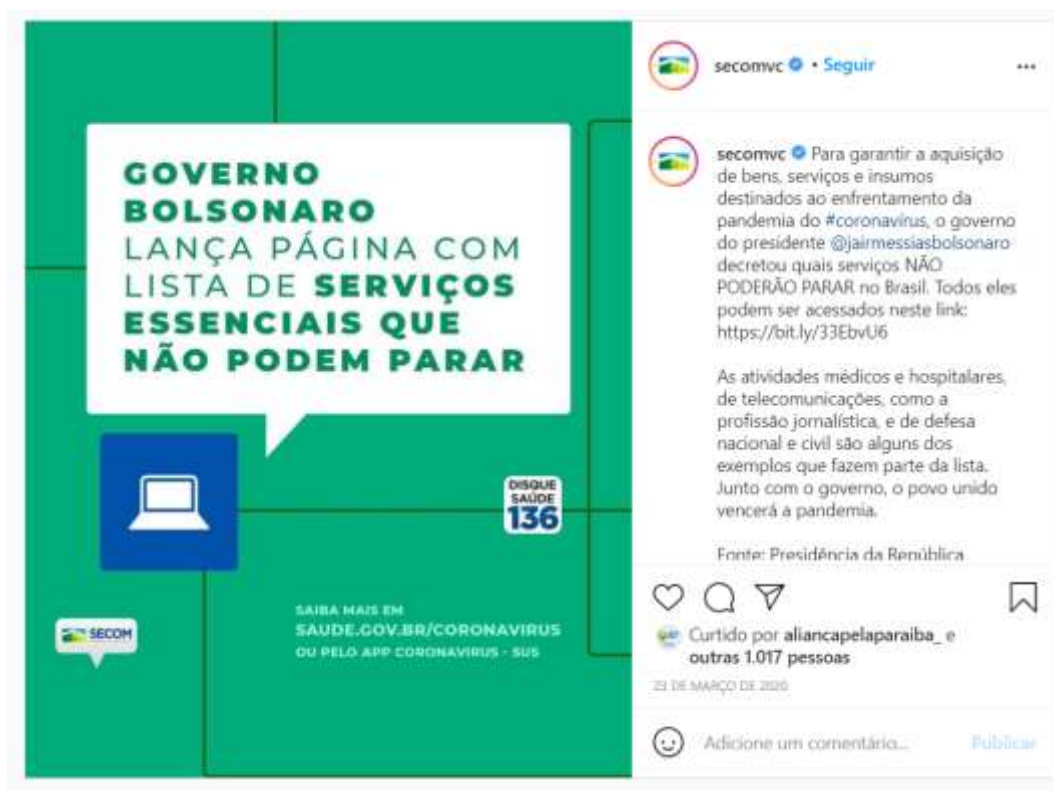 GOVERNO
BOLSONARO
LANÇA PÁGINA COM
LISTA DE SERVIÇOS
ESSENCIAIS QUE
NÃO PODEM PARAR
DISQUE
SAÚDE
136
SECOM
SAIBA MAIS EM
SAUDE.GOV.BR/CORONAVIRUS
OU PELO APP CORONAVIRUS - SUS
secomvc • Seguir
secomvc Para garantir a aquisição
de bens, serviços e insumos
destinados ao enfrentamento da
pandemia do #coronavírus, o governo
do presidente @jairmessiasbolsonaro
decretou quais serviços NÃO
PODERÃO PARAR no Brasil. Todos eles
podem ser acessados neste link:
https://bit.ly/33EbvU6
As atividades médicos e hospitalares,
de telecomunicações, como a
profissão jornalística, e de defesa
nacional e civil são alguns dos
exemplos que fazem parte da lista.
Junto com o governo, o povo unido
vencerá a pandemia.
Fonte: Presidência da República
Curtido por aliancapelaparaiba_ e
outras 1.017 pessoas
23 DE MARÇO DE 2020
Adicione um comentário... Publicar